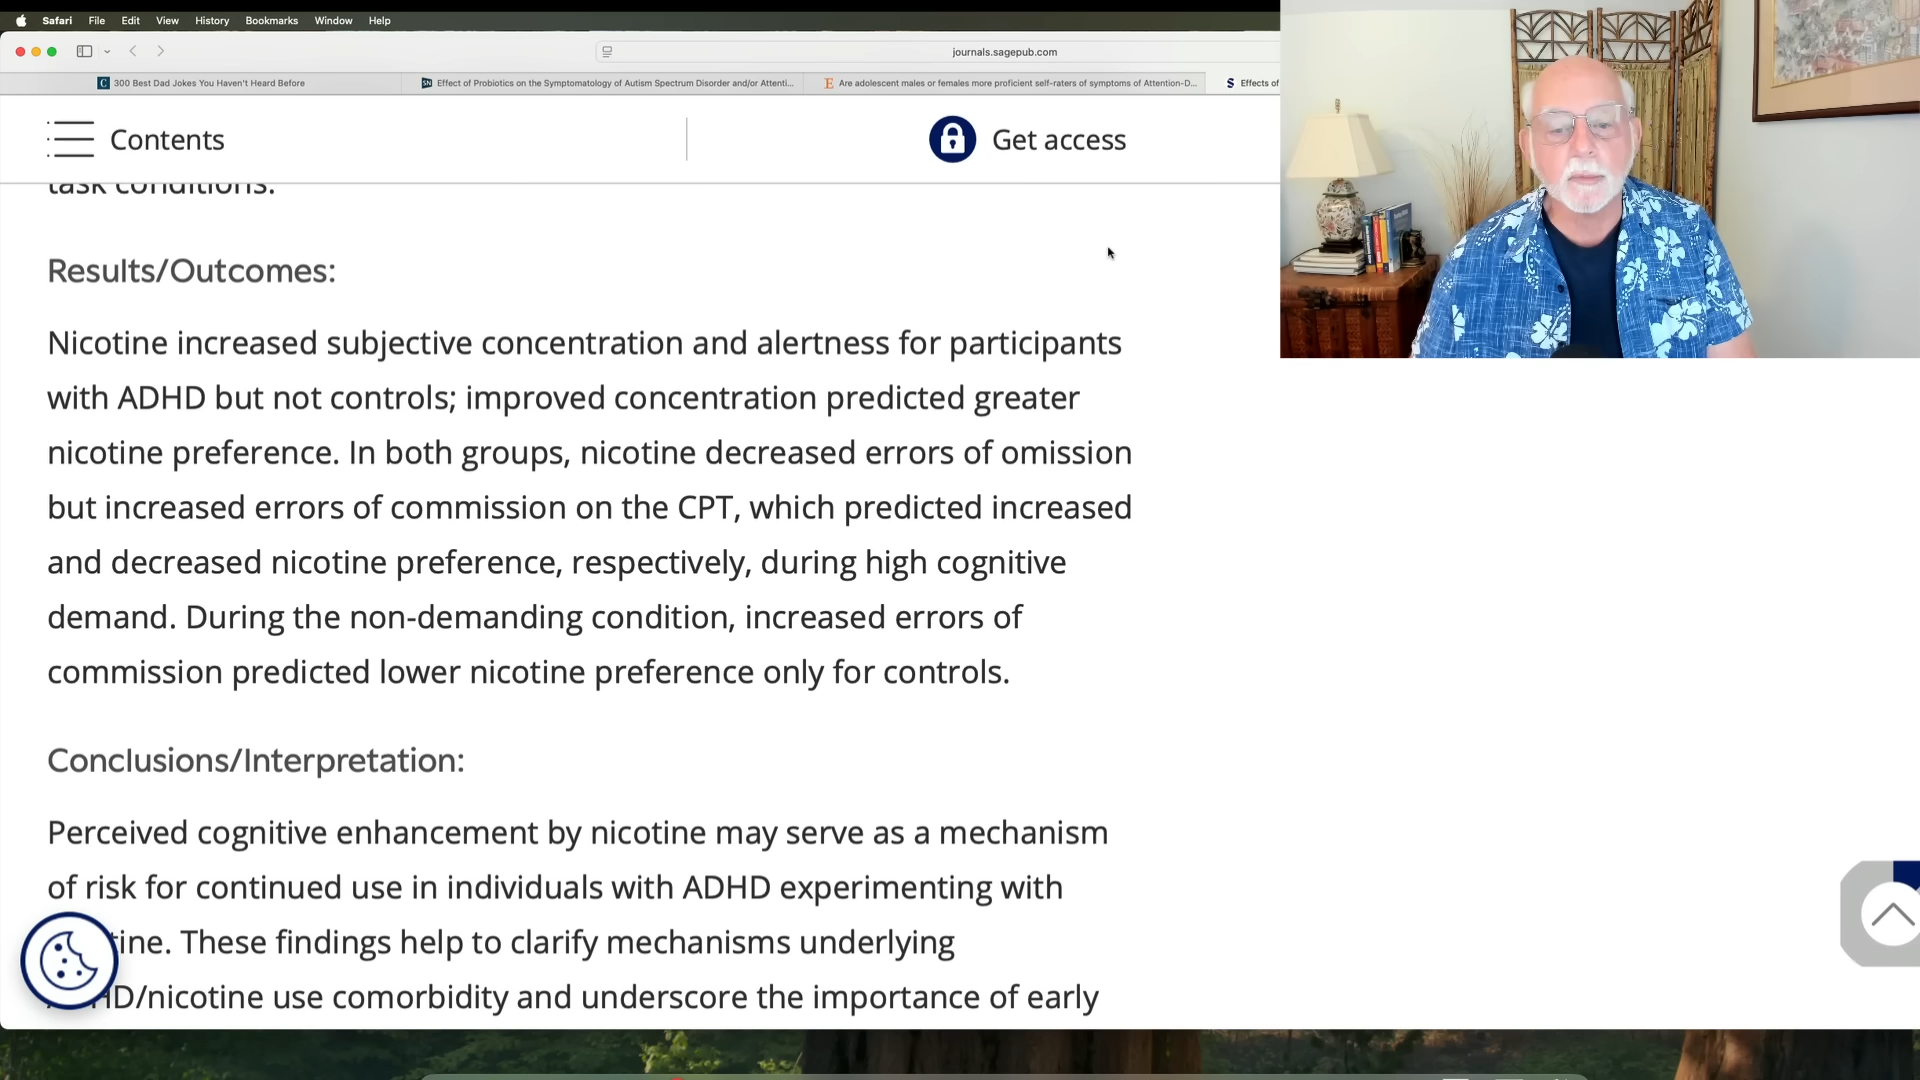 Safari File Edit View History Bookmarks Window Help
journals.sagepub.com
300 Best Dad Jokes You Haven't Heard Before
Effect of Probiotics on the Symptomatology of Autism Spectrum Disorder and/or Attenti...
Are adolescent males or females more proficient self-raters of symptoms of Attention-D...
Effects of
Contents
Get access
task conditions.
Results/Outcomes:
Nicotine increased subjective concentration and alertness for participants
with ADHD but not controls; improved concentration predicted greater
nicotine preference. In both groups, nicotine decreased errors of omission
but increased errors of commission on the CPT, which predicted increased
and decreased nicotine preference, respectively, during high cognitive
demand. During the non-demanding condition, increased errors of
commission predicted lower nicotine preference only for controls.
Conclusions/Interpretation:
Perceived cognitive enhancement by nicotine may serve as a mechanism
of risk for continued use in individuals with ADHD experimenting with
tine. These findings help to clarify mechanisms underlying
HD/nicotine use comorbidity and underscore the importance of early